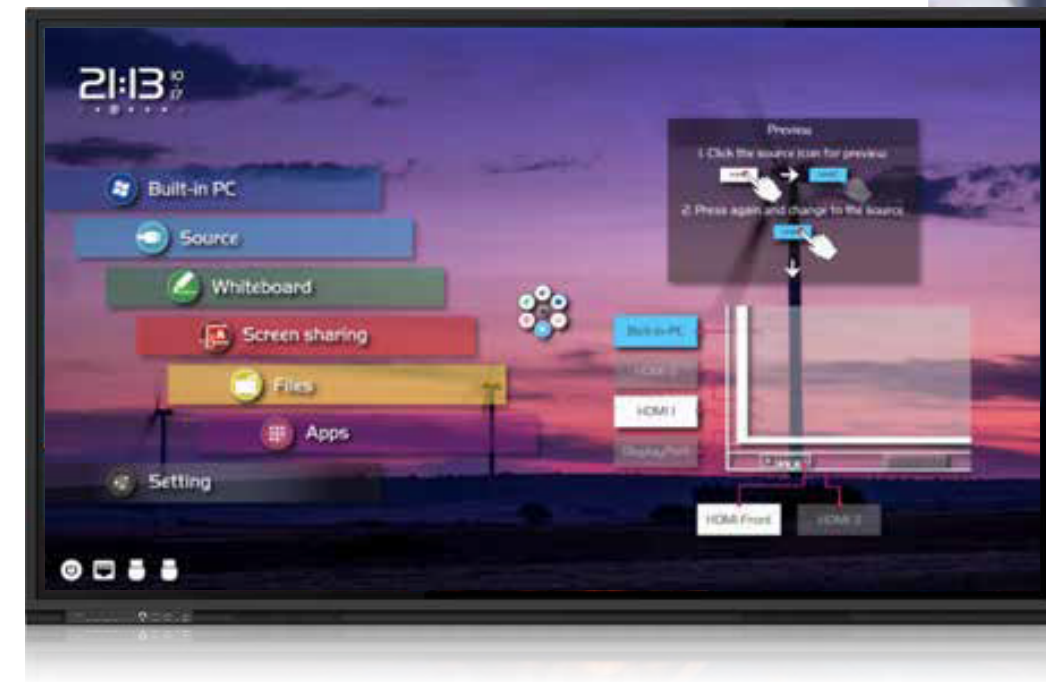 21:13 10
17
Built-in PC
Source
Whiteboard
Screen sharing
Files
Apps
Setting
Preview
1. Click the source icon for preview
2. Press again and change to the source
Built-in PC
HDMI 2
HDMI 1
DisplayPort
HDMI Front